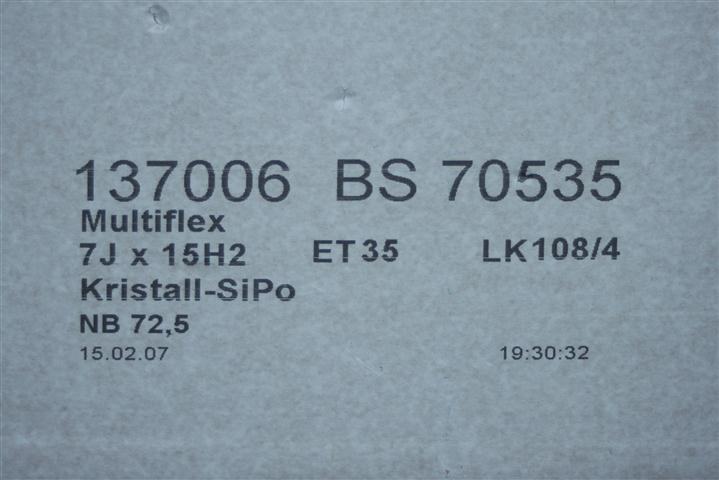 137006 BS 70535
Multiflex
7J x 15H2 ET35 LK108/4
Kristall-SiPo
NB 72,5
15.02.07 19:30:32